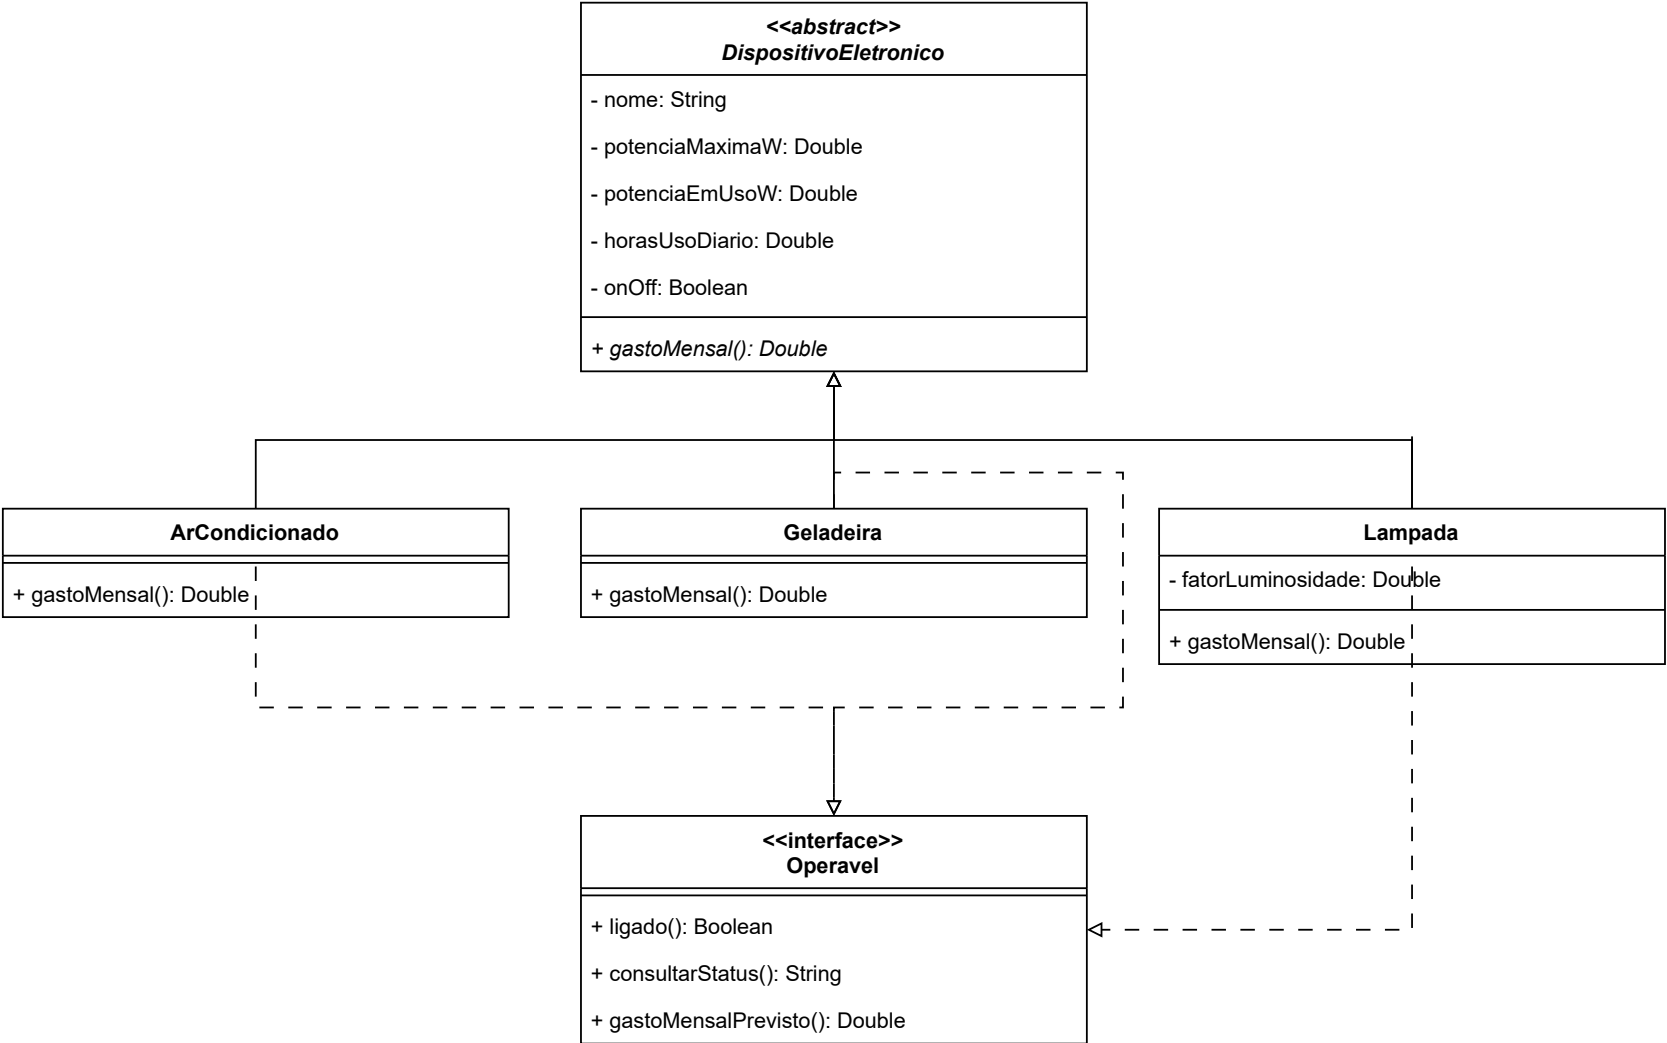 <<abstract>>
DispositivoEletronico
- nome: String
- potenciaMaximaW: Double
- potenciaEmUsoW: Double
- horasUsoDiario: Double
- onOff: Boolean
+ gastoMensal(): Double
ArCondicionado
+ gastoMensal(): Double
Geladeira
+ gastoMensal(): Double
Lampada
- fatorLuminosidade: Double
+ gastoMensal(): Double
<<interface>>
Operavel
+ ligado(): Boolean
+ consultarStatus(): String
+ gastoMensalPrevisto(): Double